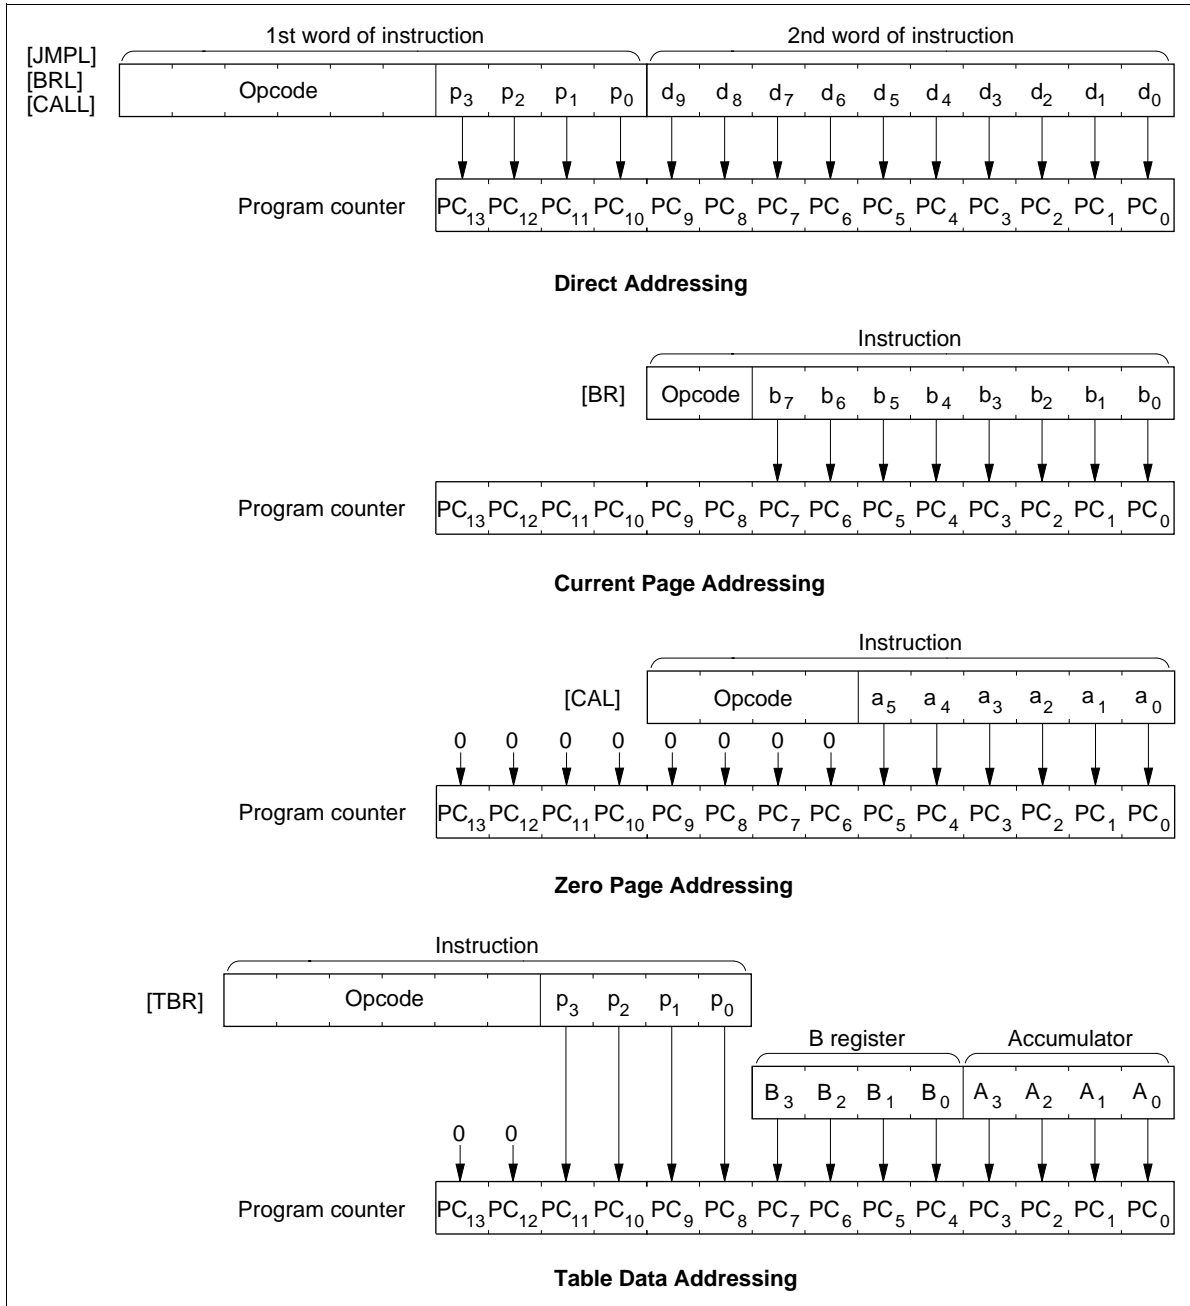 1st word of instruction 2nd word of instruction
[JMPL]
[BRL]
[CALL]
Opcode p3 p2 p1 p0 d9 d8 d7 d6 d5 d4 d3 d2 d1 d0
Program counter PC13 PC12 PC11 PC10 PC9 PC8 PC7 PC6 PC5 PC4 PC3 PC2 PC1 PC0
Direct Addressing
Instruction
[BR] Opcode b7 b6 b5 b4 b3 b2 b1 b0
Program counter PC13 PC12 PC11 PC10 PC9 PC8 PC7 PC6 PC5 PC4 PC3 PC2 PC1 PC0
Current Page Addressing
Instruction
[CAL] Opcode a5 a4 a3 a2 a1 a0
0 0 0 0 0 0 0 0
Program counter PC13 PC12 PC11 PC10 PC9 PC8 PC7 PC6 PC5 PC4 PC3 PC2 PC1 PC0
Zero Page Addressing
Instruction
[TBR] Opcode p3 p2 p1 p0
B register Accumulator
B3 B2 B1 B0 A3 A2 A1 A0
0 0
Program counter PC13 PC12 PC11 PC10 PC9 PC8 PC7 PC6 PC5 PC4 PC3 PC2 PC1 PC0
Table Data Addressing